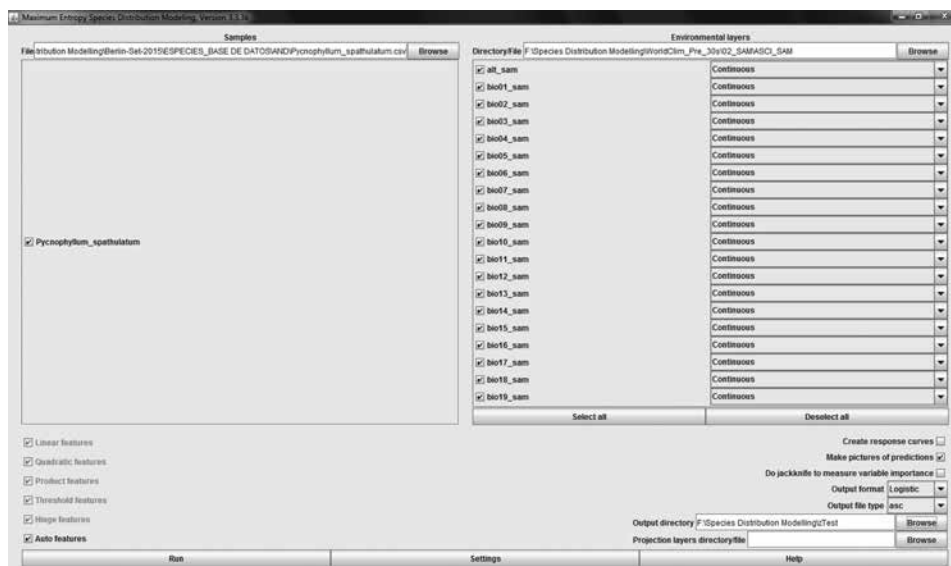 Maximum Entropy Species Distribution Modeling, Version 3.3.3k
Samples
File tribution Modelling\Berlin-Set-2015\ESPECIES_BASE DE DATOS\AND\Pycnophyllum_spathulatum.csv Browse
Pycnophyllum_spathulatum
Environmental layers
Directory/File F:\Species Distribution Modelling\WorldClim_Pre_30s\02_SAM\ASCI_SAM Browse
alt_sam Continuous
bio01_sam Continuous
bio02_sam Continuous
bio03_sam Continuous
bio04_sam Continuous
bio05_sam Continuous
bio06_sam Continuous
bio07_sam Continuous
bio08_sam Continuous
bio09_sam Continuous
bio10_sam Continuous
bio11_sam Continuous
bio12_sam Continuous
bio13_sam Continuous
bio14_sam Continuous
bio15_sam Continuous
bio16_sam Continuous
bio17_sam Continuous
bio18_sam Continuous
bio19_sam Continuous
Select all Deselect all
Linear features
Quadratic features
Product features
Threshold features
Hinge features
Auto features
Create response curves
Make pictures of predictions
Do jackknife to measure variable importance
Output format Logistic
Output file type asc
Output directory F:\Species Distribution Modelling\zTest Browse
Projection layers directory/file Browse
Run Settings Help